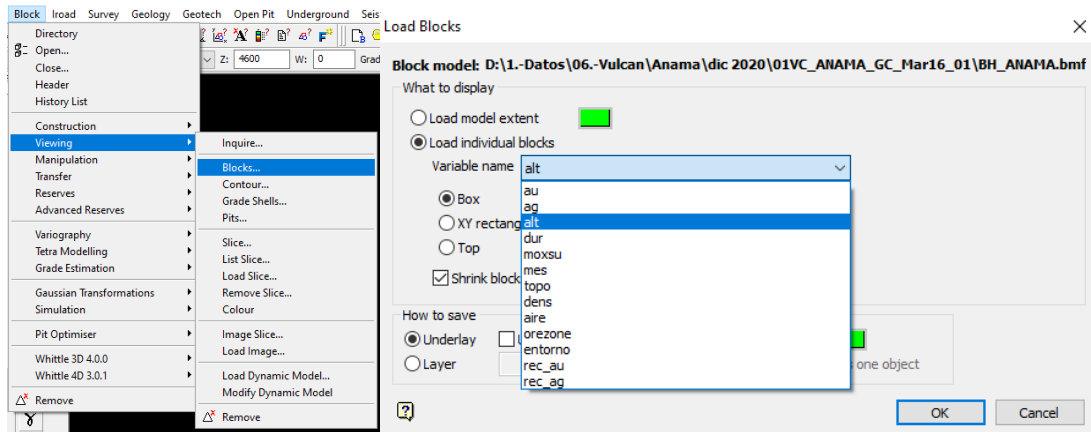 Block Iroad Survey Geology Geotech Open Pit Underground Seis
Z: 4600 W: 0 Grad
Directory
Open...
Close...
Header
History List
Construction
Viewing
Manipulation
Transfer
Reserves
Advanced Reserves
Variography
Tetra Modelling
Grade Estimation
Gaussian Transformations
Simulation
Pit Optimiser
Whittle 3D 4.0.0
Whittle 4D 3.0.1
Remove
Inquire...
Blocks...
Contour...
Grade Shells...
Pits...
Slice...
List Slice...
Load Slice...
Remove Slice...
Colour
Image Slice...
Load Image...
Load Dynamic Model...
Modify Dynamic Model
Remove
Load Blocks
Block model: D:\1.-Datos\06.-Vulcan\Anama\dic 2020\01VC_ANAMA_GC_Mar16_01\BH_ANAMA.bmf
What to display
Load model extent
Load individual blocks
Variable name alt
Box
XY rectang
Top
Shrink block
au
ag
alt
dur
moxsu
mes
topo
dens
aire
orezone
entorno
rec_au
rec_ag
How to save
Underlay
Layer
one object
OK Cancel